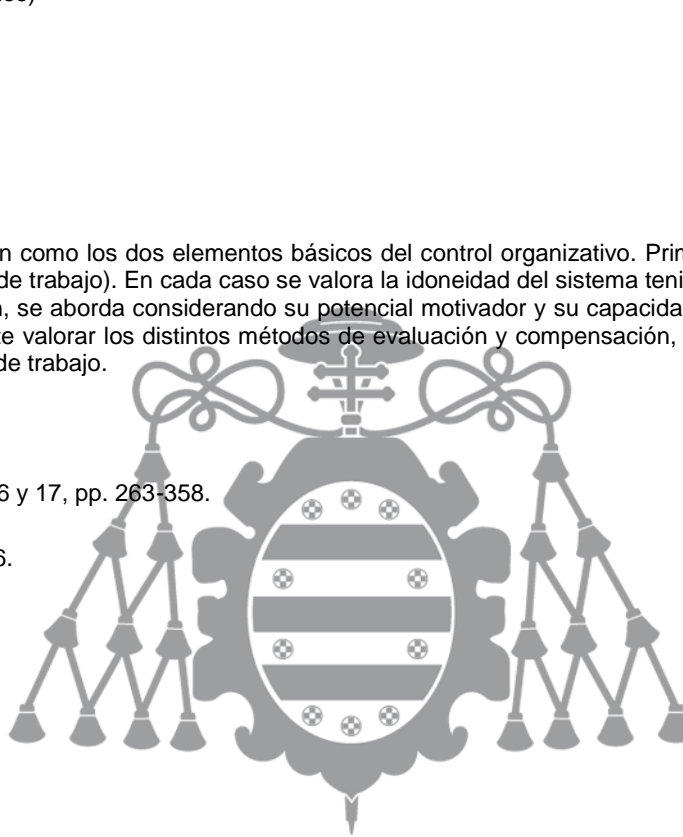 n como los dos elementos básicos del control organizativo. Prin
de trabajo). En cada caso se valora la idoneidad del sistema teni
n, se aborda considerando su potencial motivador y su capacida
te valorar los distintos métodos de evaluación y compensación,
de trabajo.
6 y 17, pp. 263-358.
6.